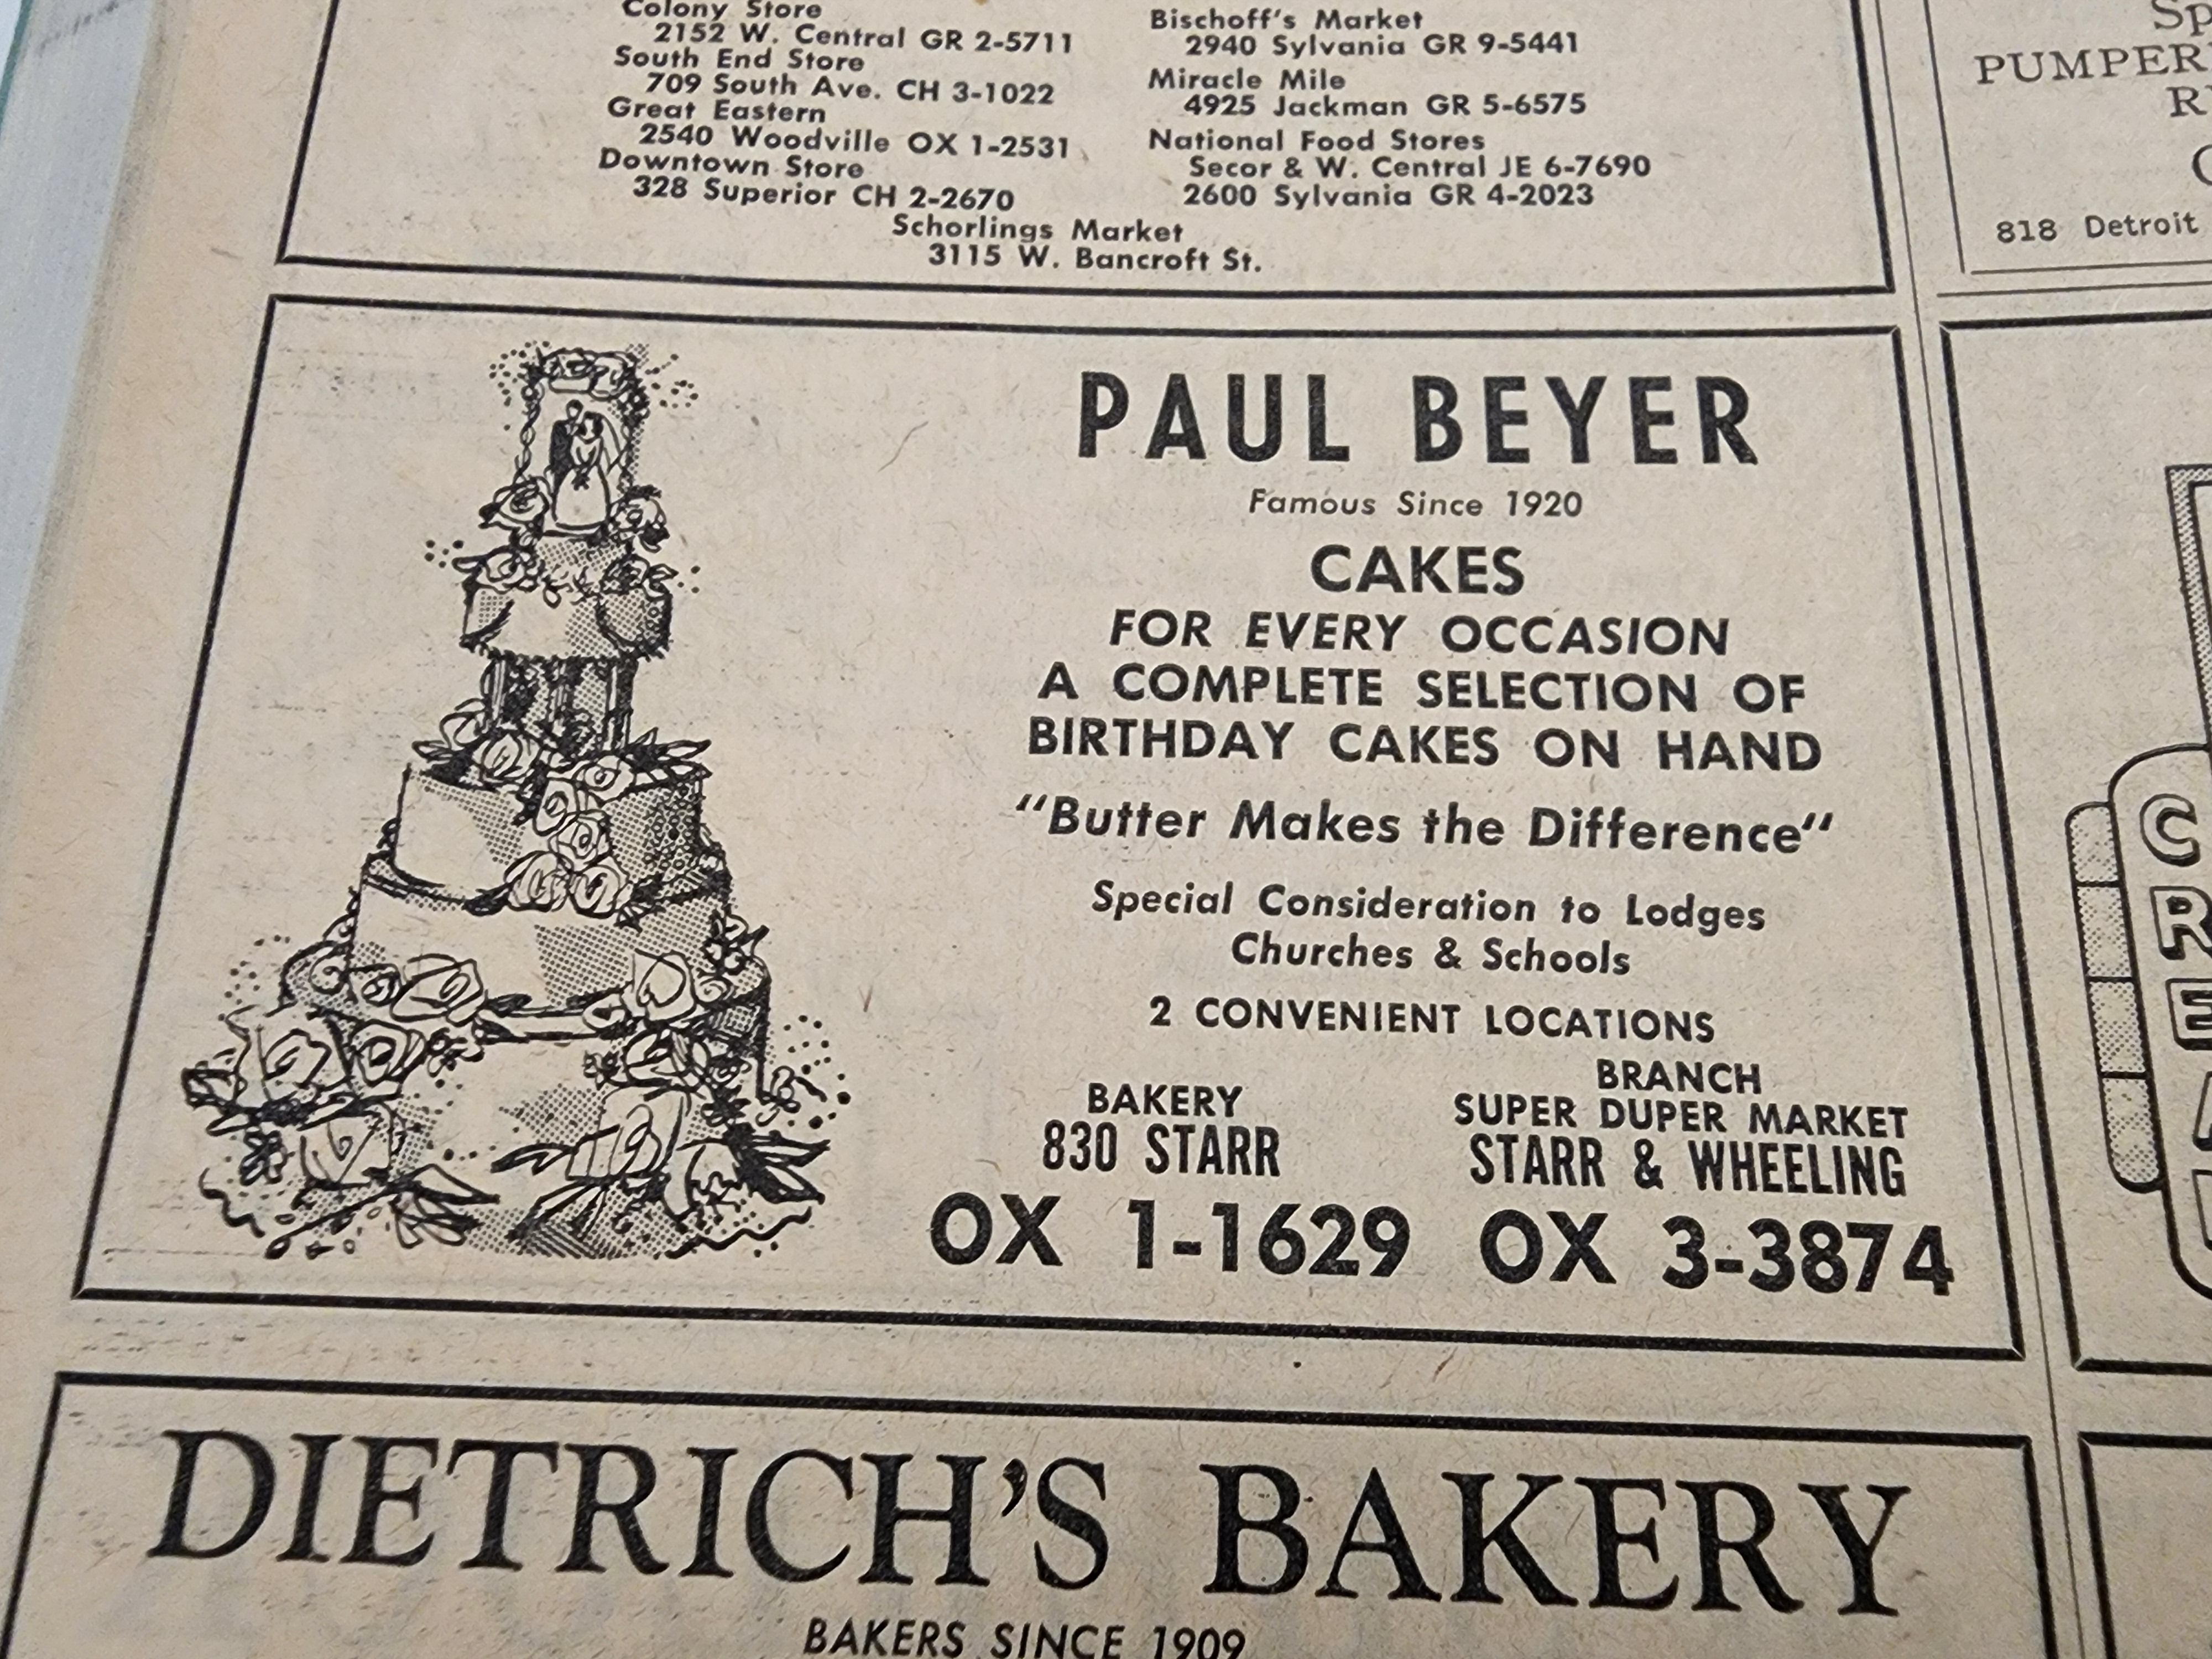 Colony Store
2152 W. Central GR 2-5711
South End Store
709 South Ave. CH 3-1022
Great Eastern
2540 Woodville OX 1-2531
Downtown Store
328 Superior CH 2-2670
Bischoff's Market
2940 Sylvania GR 9-5441
Miracle Mile
4925 Jackman GR 5-6575
National Food Stores
Secor & W. Central JE 6-7690
2600 Sylvania GR 4-2023
Schorlings Market
3115 W. Bancroft St.
818 Detroit
PAUL BEYER
Famous Since 1920
CAKES
FOR EVERY OCCASION
A COMPLETE SELECTION OF
BIRTHDAY CAKES ON HAND
"Butter Makes the Difference"
Special Consideration to Lodges
Churches & Schools
2 CONVENIENT LOCATIONS
BAKERY
830 STARR
OX 1-1629
BRANCH
SUPER DUPER MARKET
STARR & WHEELING
OX 3-3874
DIETRICH'S BAKERY
BAKERS SINCE 1909